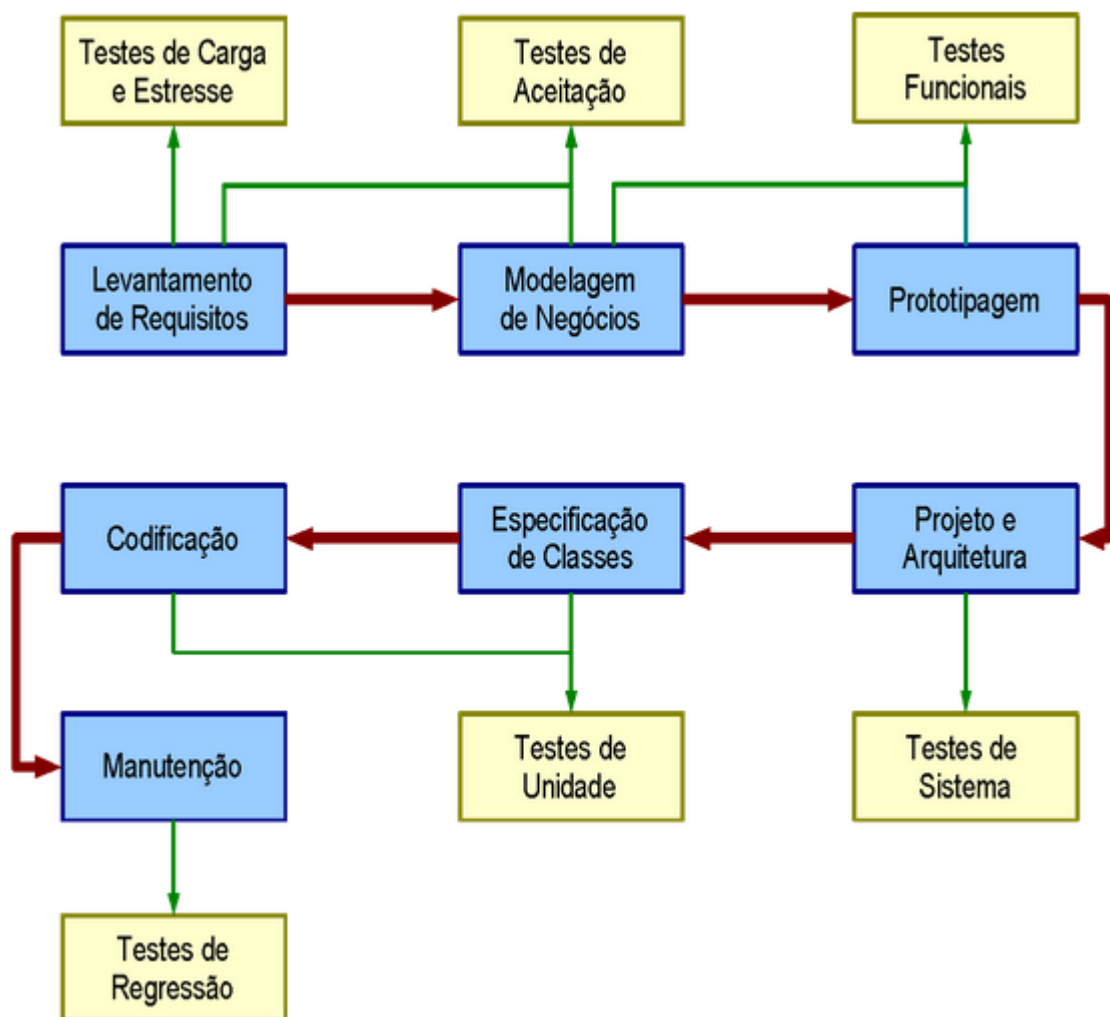 Testes de Carga
e Estresse
Testes de
Aceitação
Testes
Funcionais
Levantamento
de Requisitos
Modelagem
de Negócios
Prototipagem
Codificação
Especificação
de Classes
Projeto e
Arquitetura
Manutenção
Testes de
Unidade
Testes de
Sistema
Testes de
Regressão